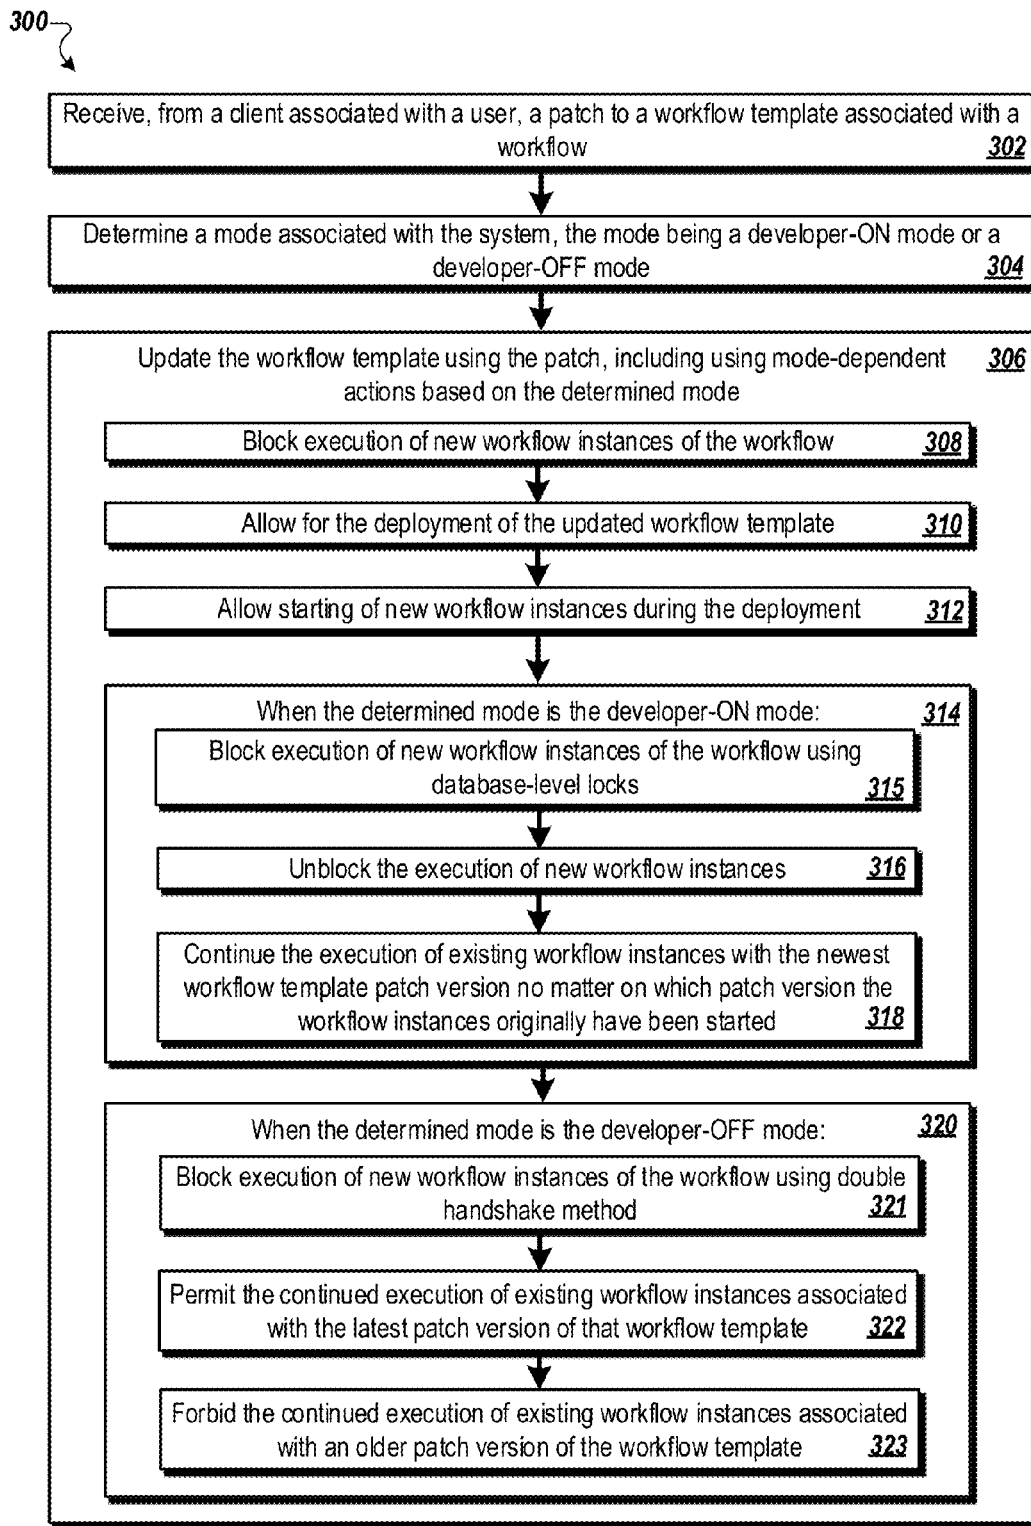 300
Receive, from a client associated with a user, a patch to a workflow template associated with a
workflow
302
Determine a mode associated with the system, the mode being a developer-ON mode or a
developer-OFF mode
304
Update the workflow template using the patch, including using mode-dependent
306
actions based on the determined mode
Block execution of new workflow instances of the workflow
308
Allow for the deployment of the updated workflow template
310
Allow starting of new workflow instances during the deployment
312
When the determined mode is the developer-ON mode:
314
Block execution of new workflow instances of the workflow using
database-level locks
315
Unblock the execution of new workflow instances
316
Continue the execution of existing workflow instances with the newest
workflow template patch version no matter on which patch version the
workflow instances originally have been started
318
When the determined mode is the developer-OFF mode:
320
Block execution of new workflow instances of the workflow using double
handshake method
321
Permit the continued execution of existing workflow instances associated
with the latest patch version of that workflow template
322
Forbid the continued execution of existing workflow instances associated
with an older patch version of the workflow template
323